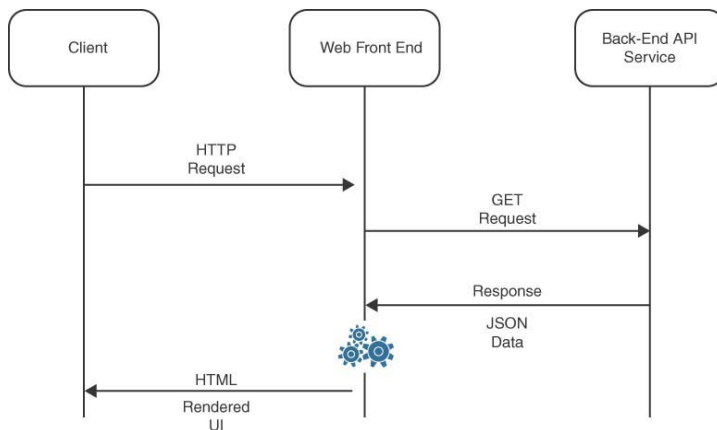 Client
Web Front End
Back-End API
Service
HTTP
Request
GET
Request
Response
JSON
Data
HTML
Rendered
UI